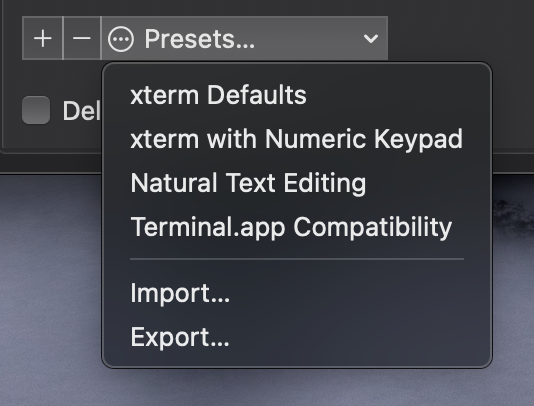 Presets...
Del
xterm Defaults
xterm with Numeric Keypad
Natural Text Editing
Terminal.app Compatibility
Import...
Export...